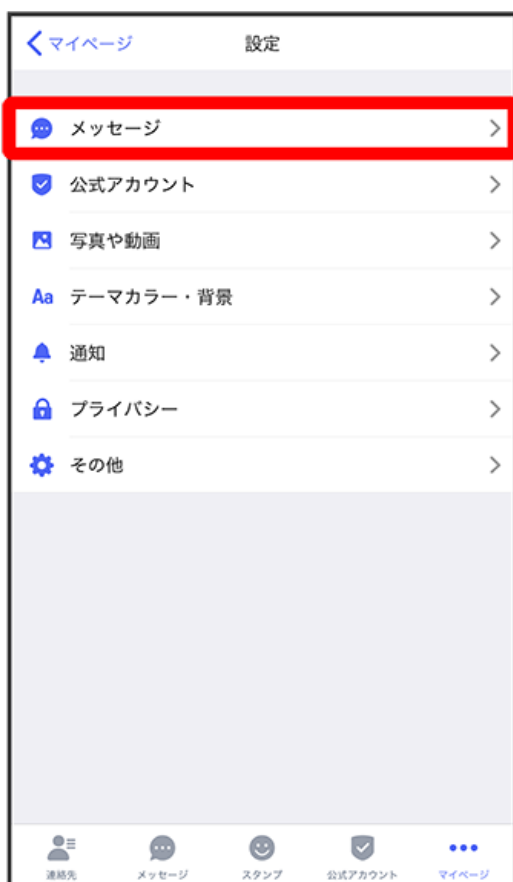 マイページ
設定
メッセージ
公式アカウント
写真や動画
Aa テーマカラー・背景
通知
プライバシー
その他
連絡先 メッセージ スタンプ 公式アカウント マイページ